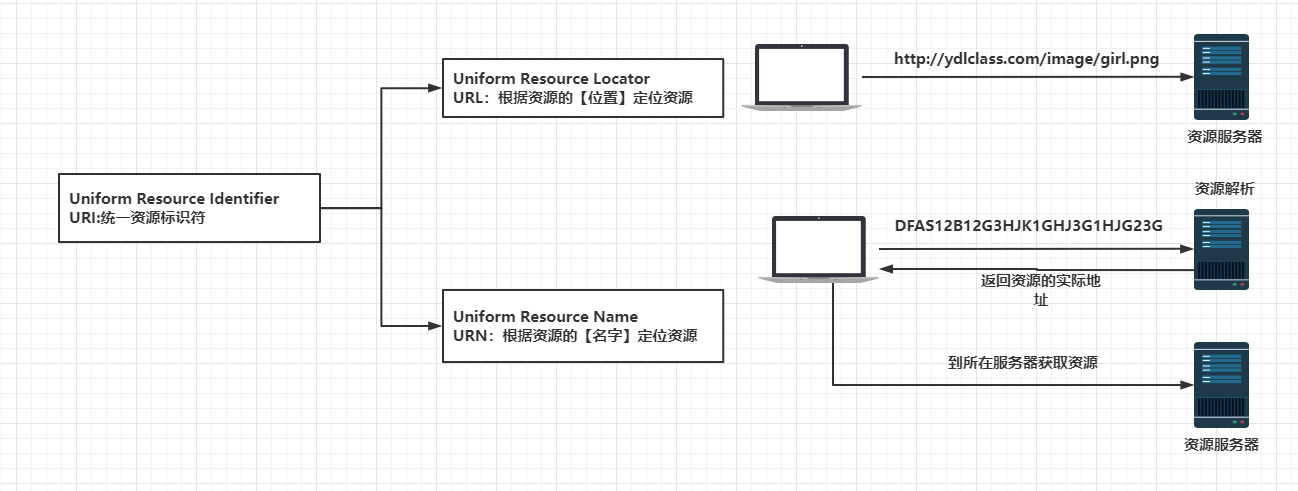 Uniform Resource Identifier
URI:统一资源标识符
Uniform Resource Locator
URL：根据资源的【位置】定位资源
http://ydlclass.com/image/girl.png
资源服务器
Uniform Resource Name
URN：根据资源的【名字】定位资源
资源解析
DFAS12B12G3HJK1GHJ3G1HJG23G
返回资源的实际地
址
到所在服务器获取资源
资源服务器